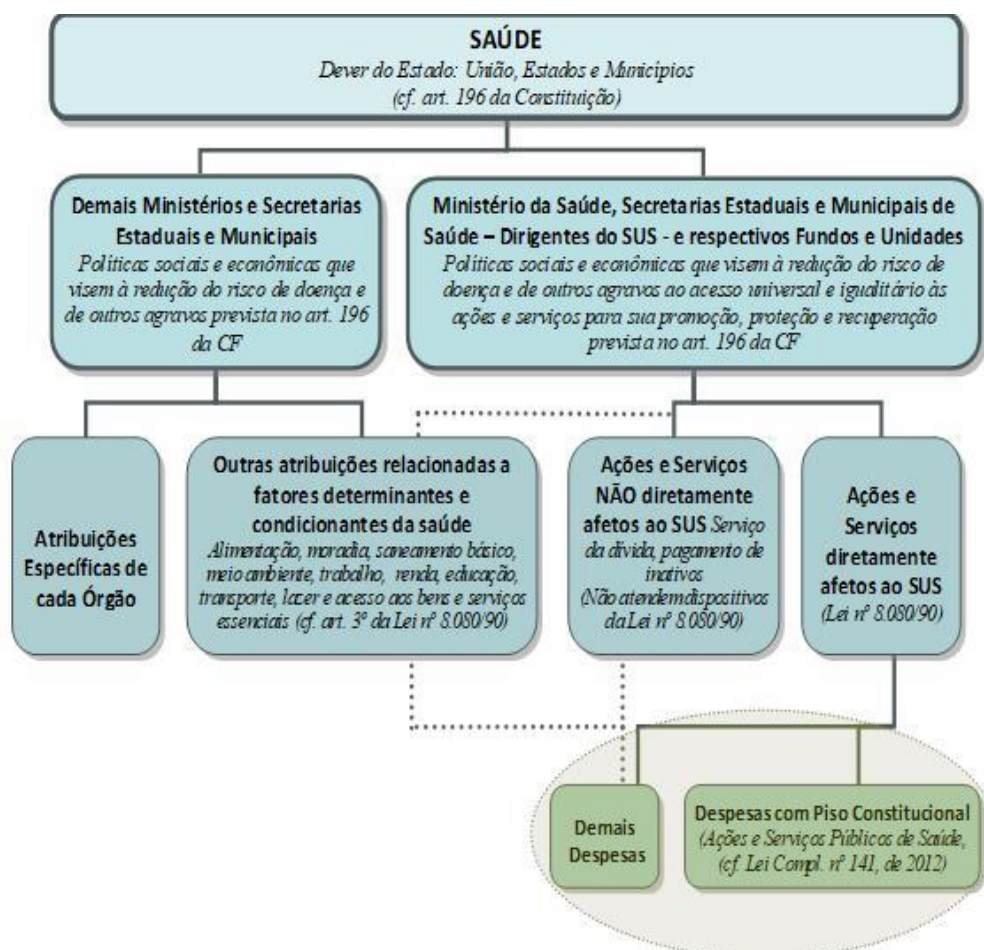 SAÚDE
Dever do Estado: União, Estados e Municípios
(cf. art. 196 da Constituição)
Demais Ministérios e Secretarias
Estaduais e Municipais
Políticas sociais e econômicas que
visem à redução do risco de doença e
de outros agravos prevista no art. 196
da CF
Ministério da Saúde, Secretarias Estaduais e Municipais de
Saúde – Dirigentes do SUS - e respectivos Fundos e Unidades
Políticas sociais e econômicas que visem à redução do risco de
doença e de outros agravos ao acesso universal e igualitário às
ações e serviços para sua promoção, proteção e recuperação
prevista no art. 196 da CF
Atribuições
Específicas de
cada Órgão
Outras atribuições relacionadas a
fatores determinantes e
condicionantes da saúde
Alimentação, moradia, saneamento básico,
meio ambiente, trabalho, renda, educação,
transporte, lazer e acesso aos bens e serviços
essenciais (cf. art. 3º da Lei nº 8.080/90)
Ações e Serviços
NÃO diretamente
afetos ao SUS Serviço
da dívida, pagamento de
inativos
(Não atendem dispositivos
da Lei nº 8.080/90)
Ações e
Serviços
diretamente
afetos ao SUS
(Lei nº 8.080/90)
Demais
Despesas
Despesas com Piso Constitucional
(Ações e Serviços Públicos de Saúde,
(cf. Lei Compl. nº 141, de 2012)